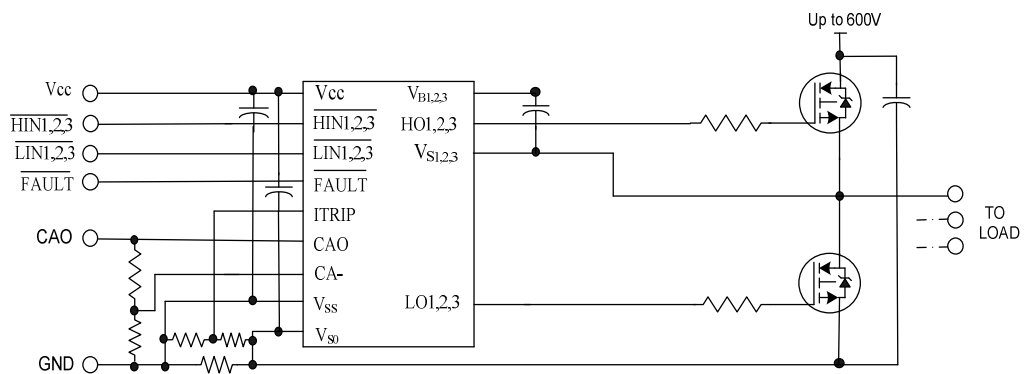 Up to 600V
Vcc
HIN1,2,3
LIN1,2,3
FAULT
CAO
GND
Vcc
HIN1,2,3
LIN1,2,3
FAULT
ITRIP
CAO
CA-
VSS
VS0
VB1,2,3
HO1,2,3
VS1,2,3
LO1,2,3
TO
LOAD